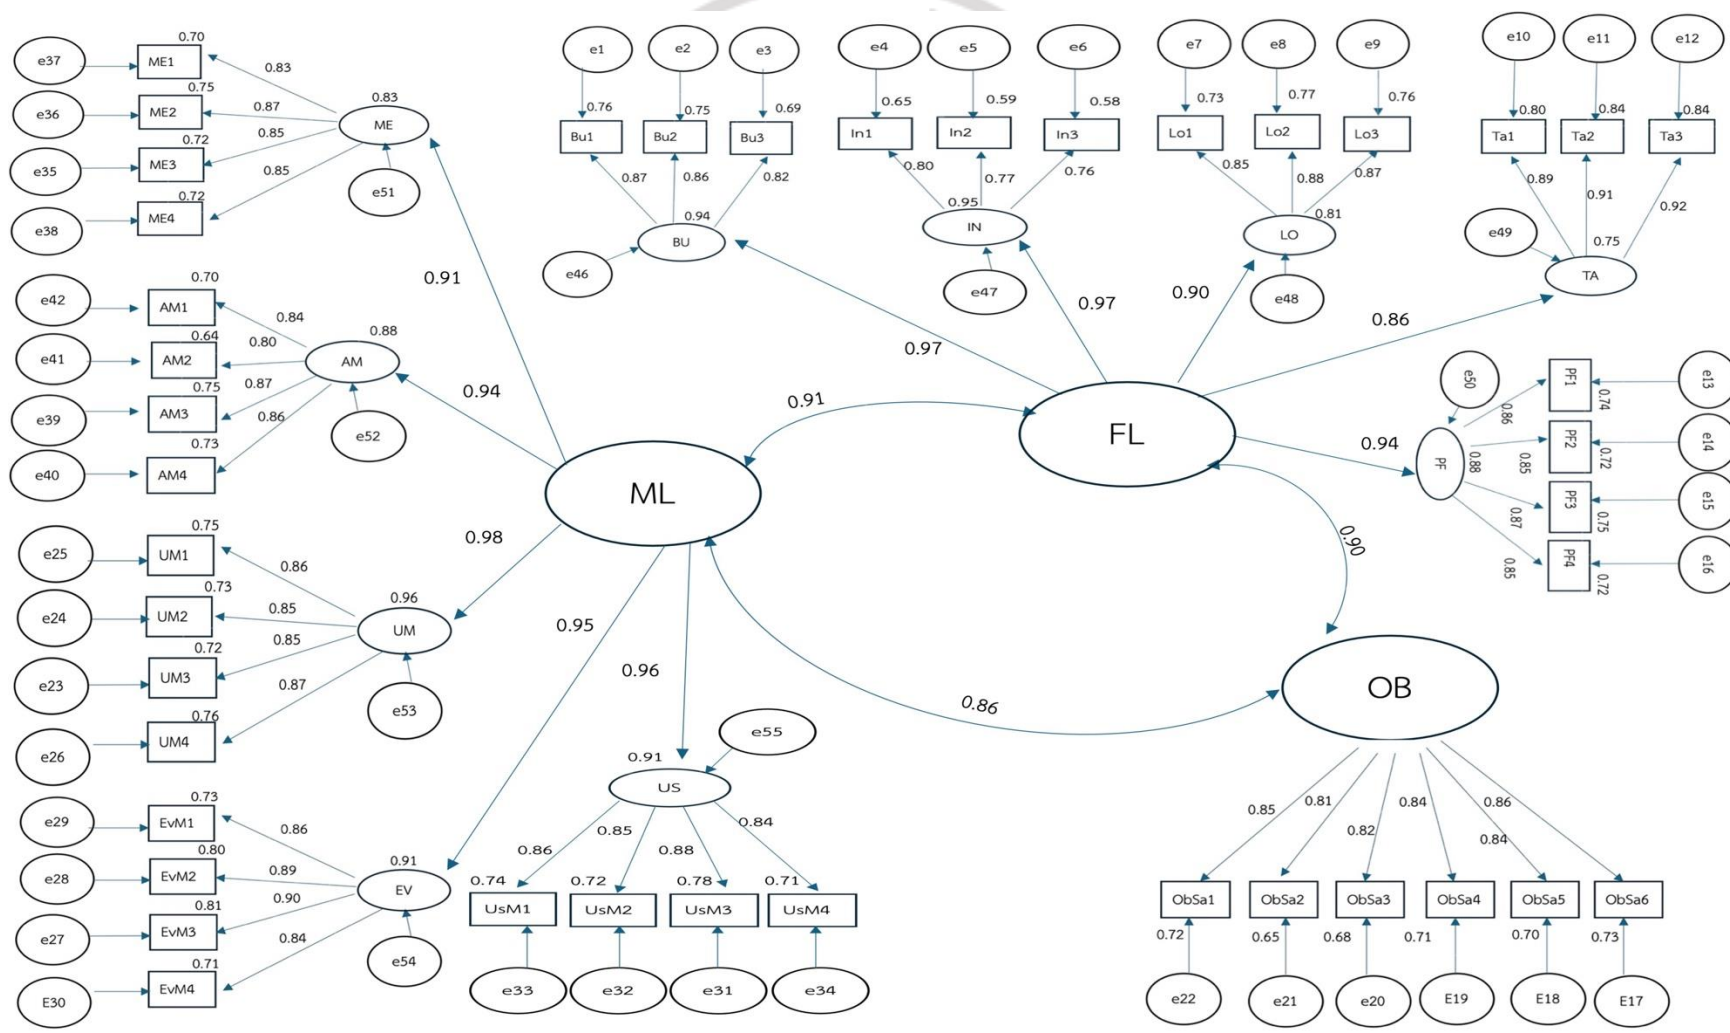 e37
0.70
ME1
0.83
e36
0.75
ME2
0.87
0.83
ME
e35
0.72
ME3
0.85
e38
0.72
ME4
0.85
e51
e1
e2
e3
0.76
0.75
0.69
Bu1
Bu2
Bu3
0.87
0.86
0.82
0.94
BU
e46
e4
e5
e6
0.65
0.59
0.58
In1
In2
In3
0.80
0.77
0.76
0.95
IN
e47
e7
e8
e9
0.73
0.77
0.76
Lo1
Lo2
Lo3
0.85
0.88
0.87
0.81
LO
e48
e10
e11
e12
0.80
0.84
0.84
Ta1
Ta2
Ta3
0.89
0.91
0.92
e49
0.75
TA
0.91
0.97
0.97
0.90
0.86
e42
0.70
AM1
0.84
e41
0.64
AM2
0.80
0.88
AM
e39
0.75
AM3
0.87
e40
0.73
AM4
0.86
e52
0.94
0.91
ML
FL
0.94
e50
PF
0.88
0.86
PF1
0.74
e13
0.85
PF2
0.72
e14
0.87
PF3
0.75
e15
0.85
PF4
0.72
e16
0.90
e25
0.75
UM1
0.86
e24
0.73
UM2
0.85
0.96
UM
e23
0.72
UM3
0.85
e26
0.76
UM4
0.87
e53
0.98
0.95
0.96
0.86
OB
e29
0.73
EvM1
0.86
e28
0.80
EvM2
0.89
0.91
EV
e27
0.81
EvM3
0.90
E30
0.71
EvM4
0.84
e54
e55
0.91
US
0.86
0.85
0.88
0.84
0.74
0.72
0.78
0.71
UsM1
UsM2
UsM3
UsM4
e33
e32
e31
e34
0.85
0.81
0.82
0.84
0.84
0.86
ObSa1
ObSa2
ObSa3
ObSa4
ObSa5
ObSa6
0.72
0.65
0.68
0.71
0.70
0.73
e22
e21
e20
E19
E18
E17